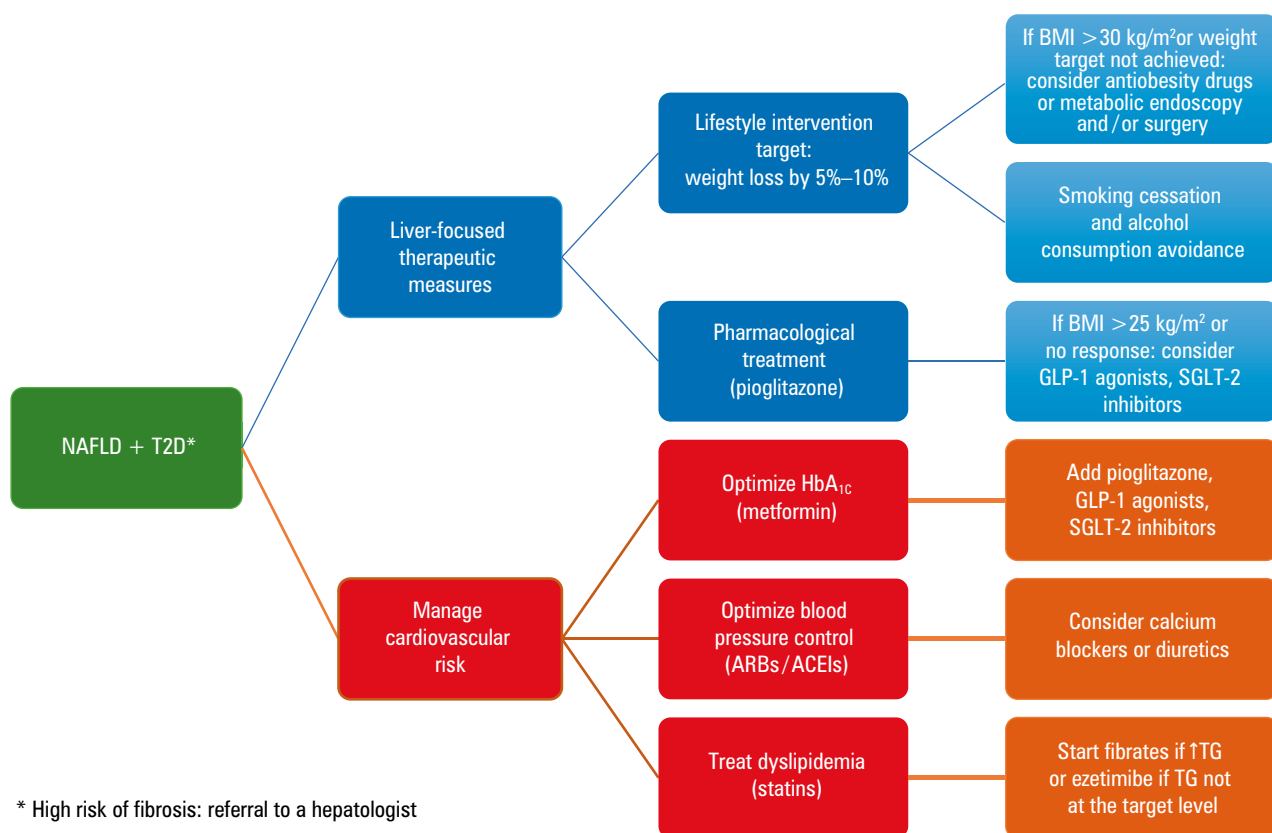 NAFLD + T2D*
Liver-focused
therapeutic
measures
Lifestyle intervention
target:
weight loss by 5%–10%
If BMI >30 kg/m²or weight
target not achieved:
consider antiobesity drugs
or metabolic endoscopy
and/or surgery
Smoking cessation
and alcohol
consumption avoidance
Pharmacological
treatment
(pioglitazone)
If BMI >25 kg/m² or
no response: consider
GLP-1 agonists, SGLT-2
inhibitors
Manage
cardiovascular
risk
Optimize HbA₁C
(metformin)
Add pioglitazone,
GLP-1 agonists,
SGLT-2 inhibitors
Optimize blood
pressure control
(ARBs/ACEIs)
Consider calcium
blockers or diuretics
Treat dyslipidemia
(statins)
Start fibrates if ↑TG
or ezetimibe if TG not
at the target level
* High risk of fibrosis: referral to a hepatologist